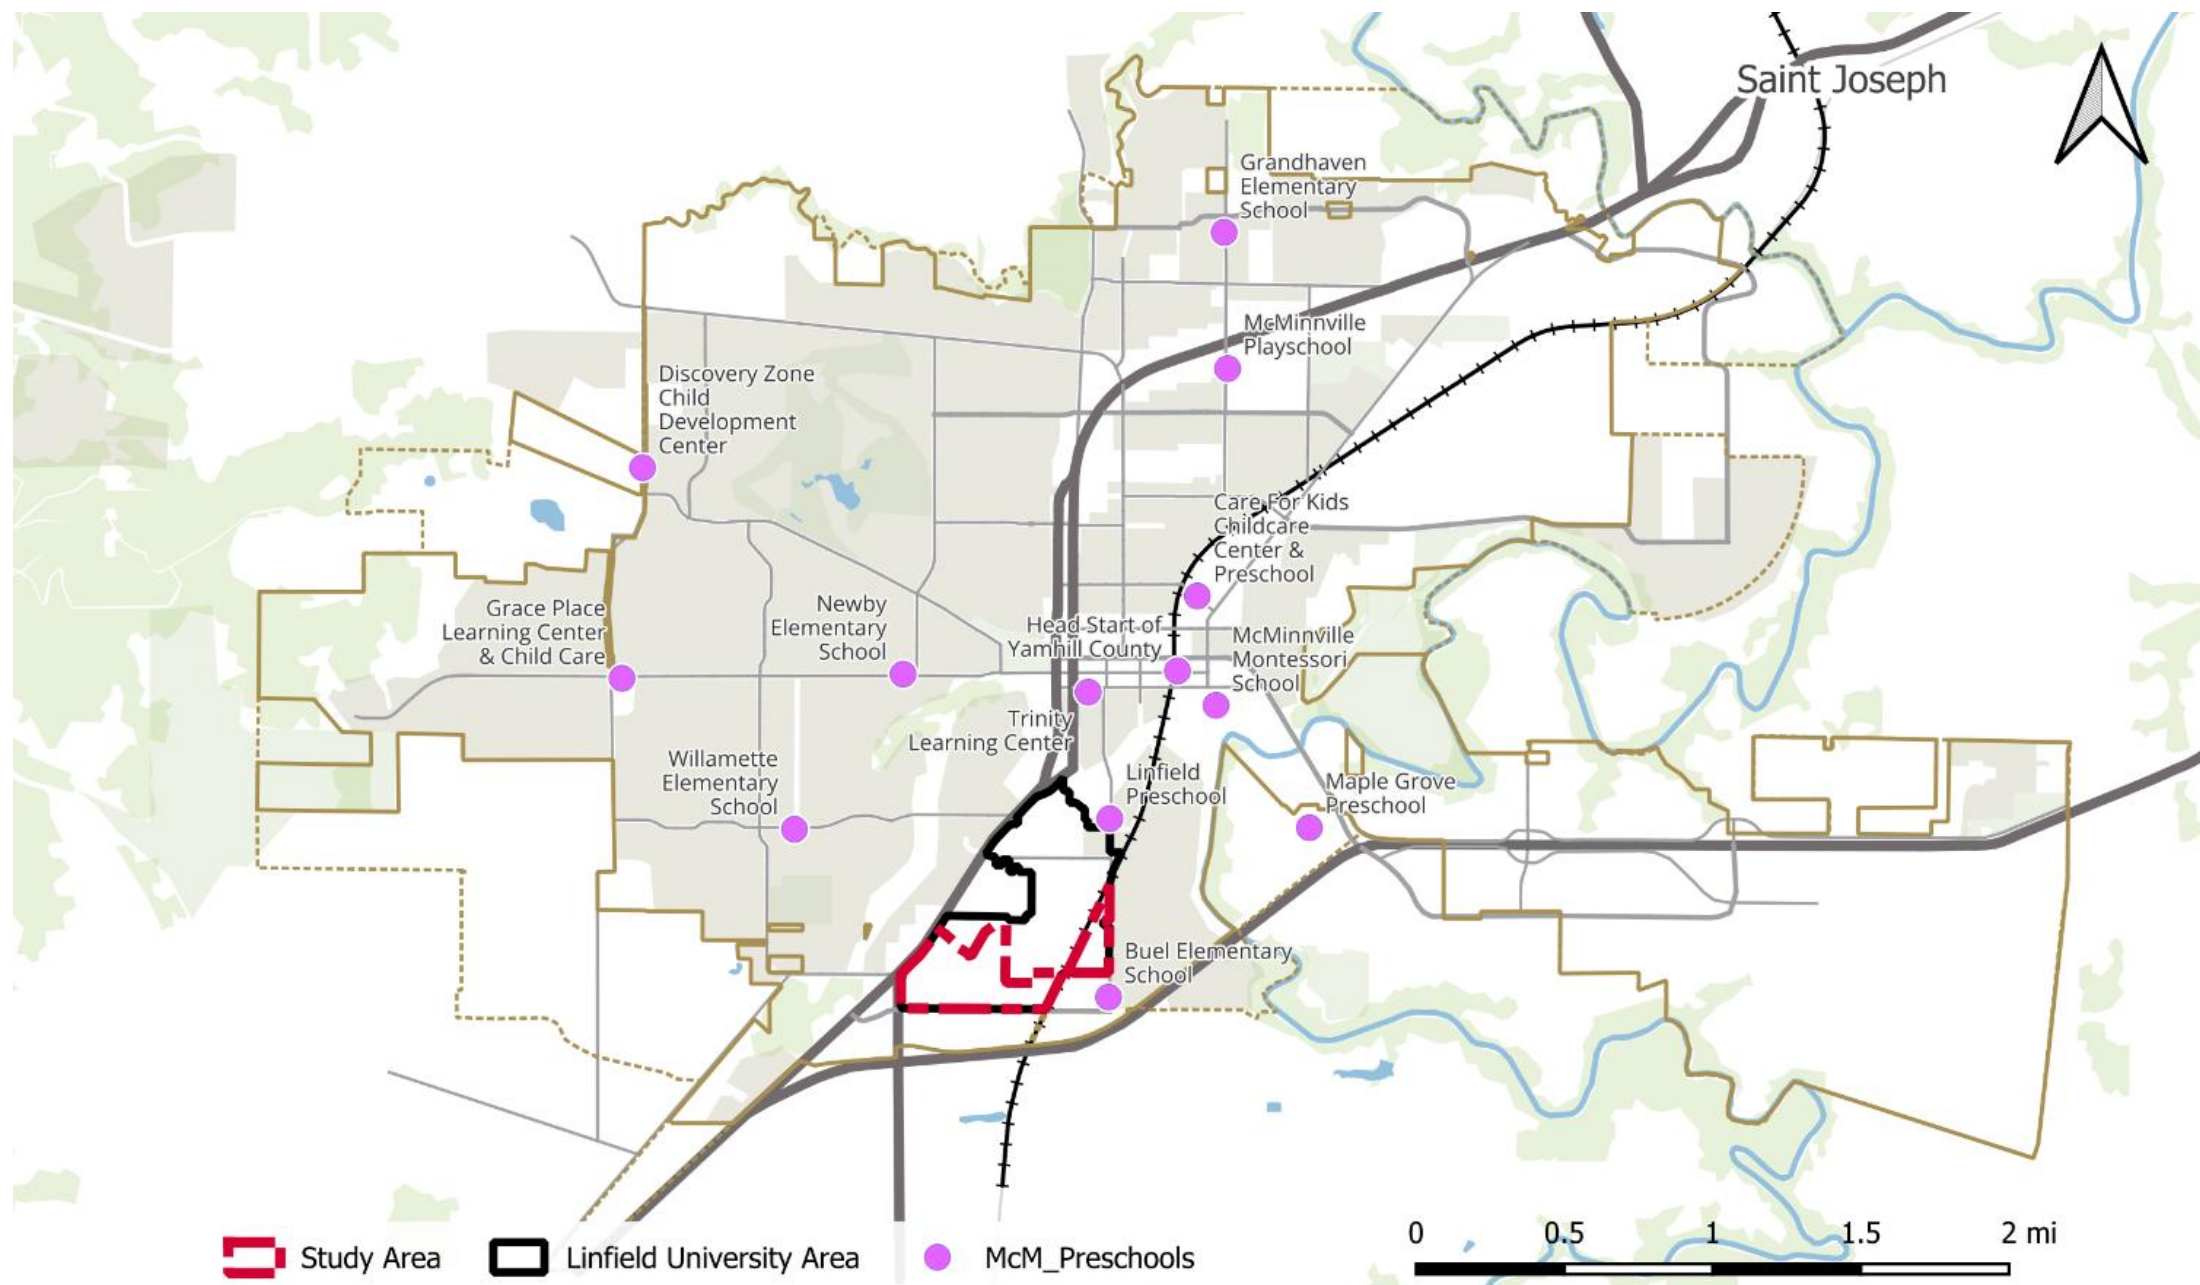 Saint Joseph
Grandhaven
Elementary
School
McMinnville
Playschool
Discovery Zone
Child
Development
Center
Care For Kids
Childcare
Center &
Preschool
Grace Place
Learning Center
& Child Care
Newby
Elementary
School
Head Start of
Yamhill County
McMinnville
Montessori
School
Trinity
Learning Center
Willamette
Elementary
School
Linfield
Preschool
Maple Grove
Preschool
Buel Elementary
School
0 0.5 1 1.5 2 mi
Study Area
Linfield University Area
McM_Preschools